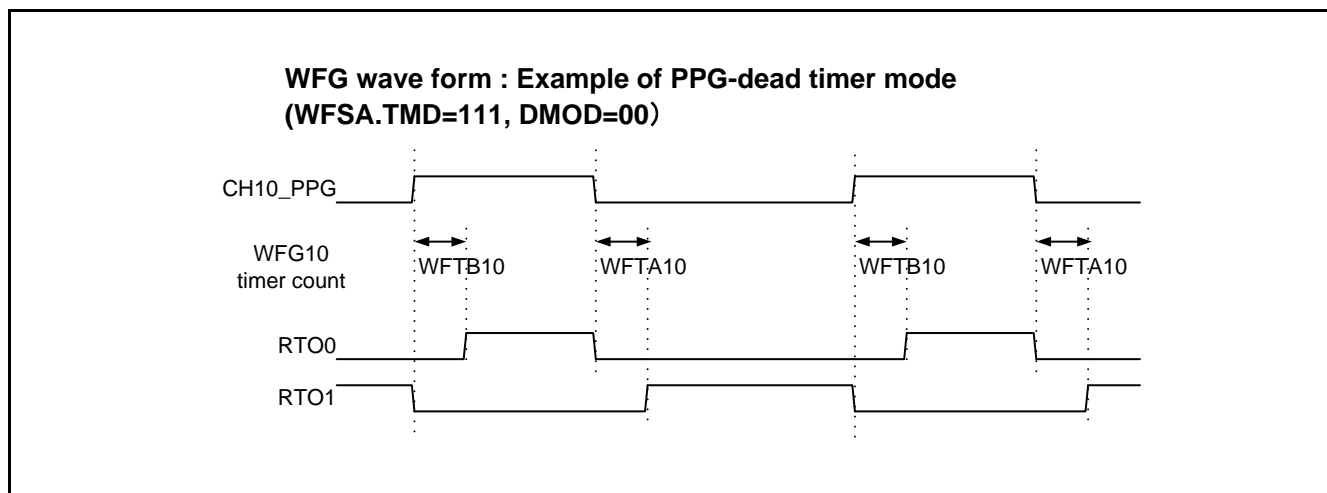 WFG wave form : Example of PPG-dead timer mode
(WFSA.TMD=111, DMOD=00）
CH10_PPG
WFG10
timer count
WFTB10
WFTA10
WFTB10
WFTA10
RTO0
RTO1